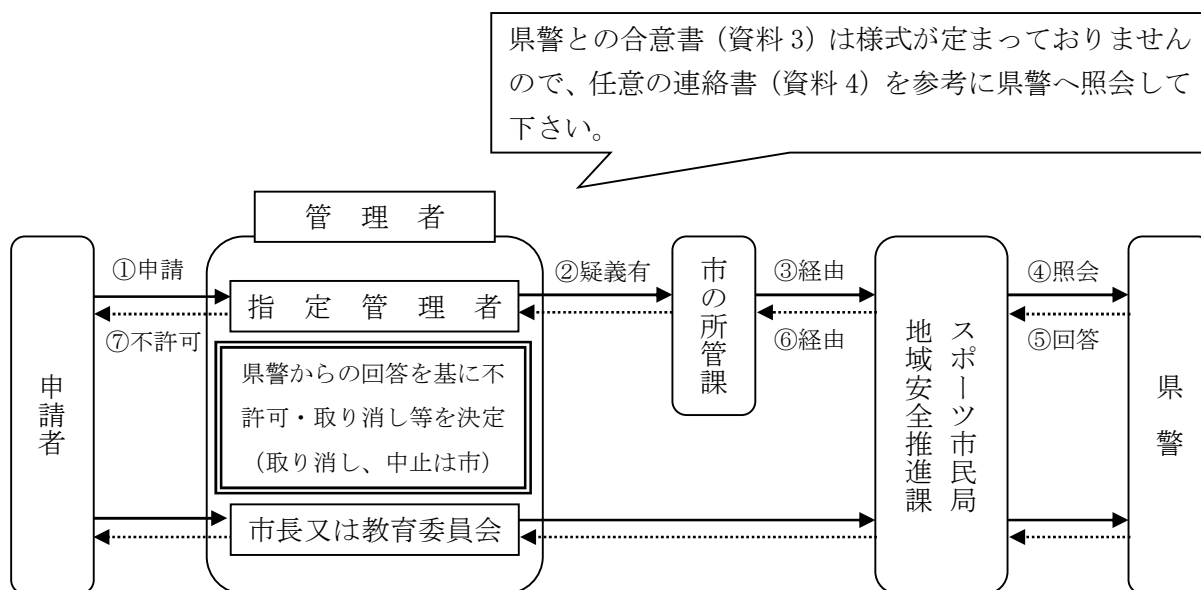 県警との合意書（資料3）は様式が定まっておりません
ので、任意の連絡書（資料4）を参考に県警へ照会して
下さい。
管理者
申請者
①申請
⑦不許可
指定管理者
県警からの回答を基に不
許可・取り消し等を決定
（取り消し、中止は市）
市長又は教育委員会
②疑義有
市の所管課
③経由
⑥経由
スポーツ市民局
地域安全推進課
④照会
⑤回答
県警